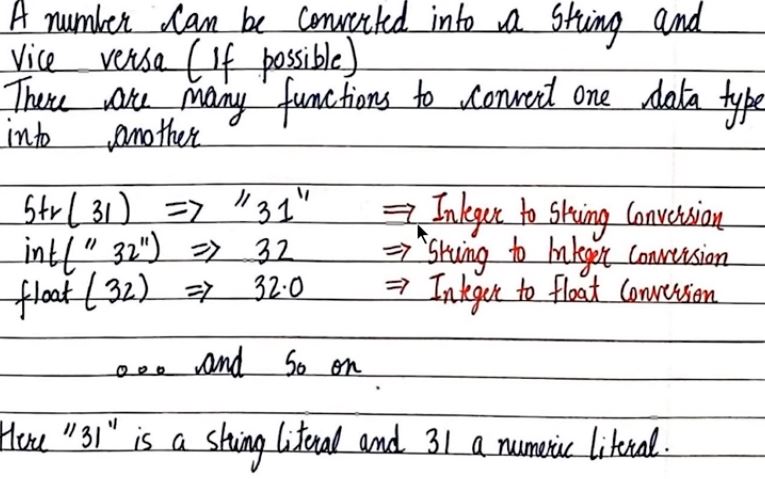 A number can be converted into a string and
vice versa (If possible)
There are many functions to convert one data type
into another
Str( 31) => "31" => Integer to String Conversion
int( " 32") => 32 => String to Integer Conversion
float ( 32) => 32.0 => Integer to float Conversion
ooo and so on
Here "31" is a string literal and 31 a numeric literal.